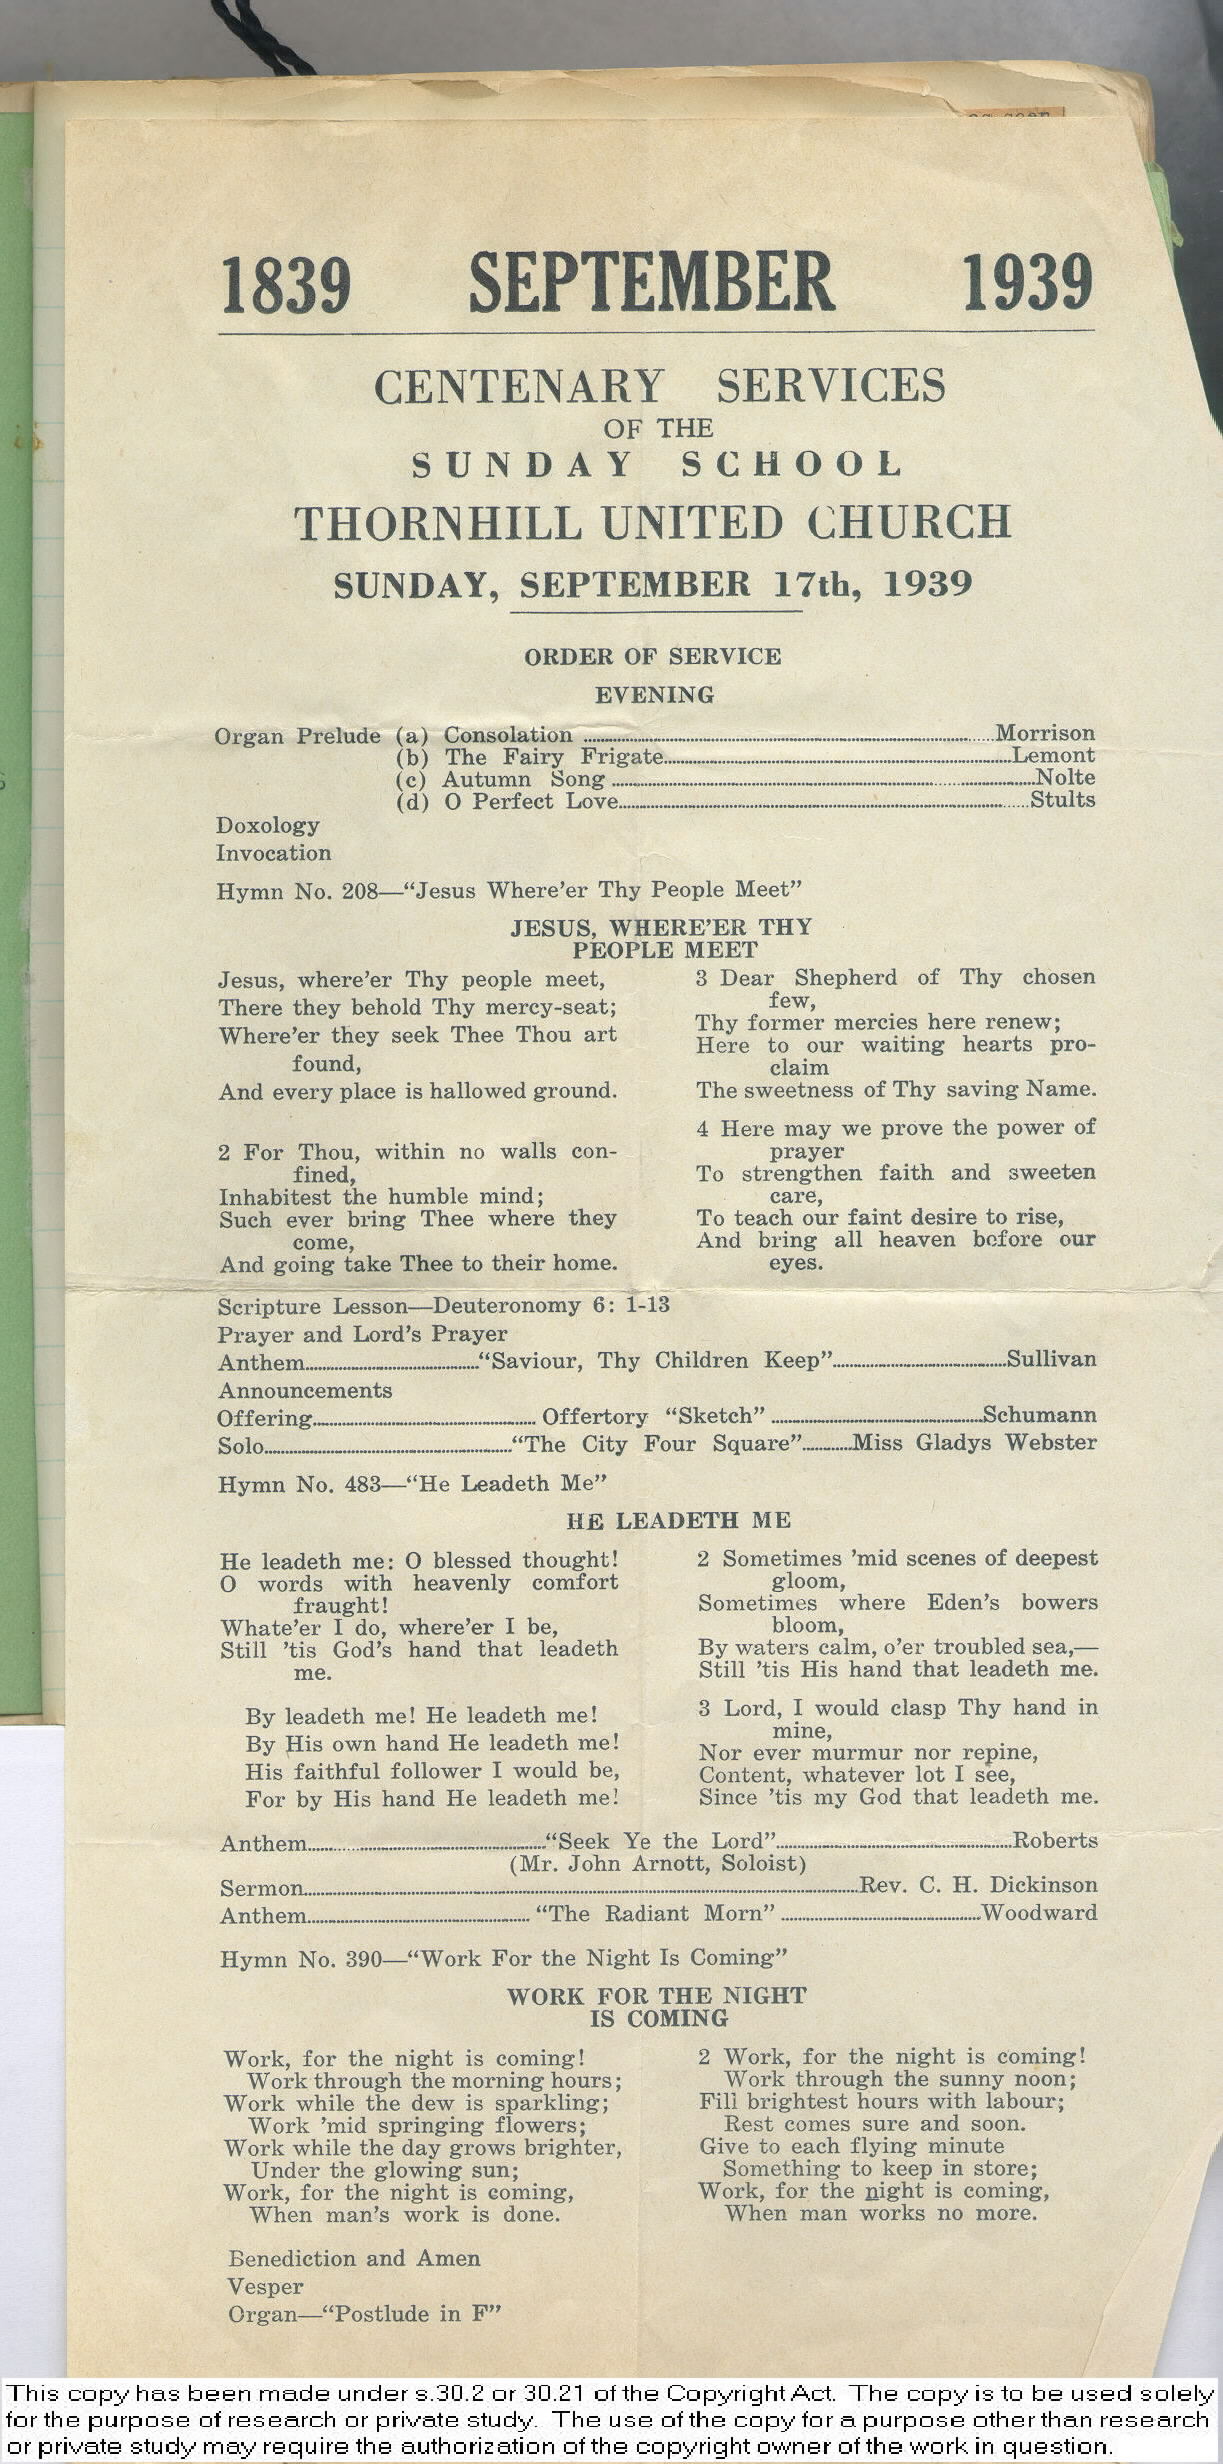 1839 SEPTEMBER 1939
CENTENARY SERVICES
OF THE
SUNDAY SCHOOL
THORNHILL UNITED CHURCH
SUNDAY, SEPTEMBER 17th, 1939
ORDER OF SERVICE
EVENING
Organ Prelude (a) Consolation ........ Morrison
(b) The Fairy Frigate........ Lemont
(c) Autumn Song ........ Nolte
(d) O Perfect Love........ Stults
Doxology
Invocation
Hymn No. 208—“Jesus Where'er Thy People Meet”
JESUS, WHERE'ER THY
PEOPLE MEET
Jesus, where'er Thy people meet,
There they behold Thy mercy-seat;
Where'er they seek Thee Thou art
found,
And every place is hallowed ground.
2 For Thou, within no walls con-
fined,
Inhabitest the humble mind;
Such ever bring Thee where they
come,
And going take Thee to their home.
3 Dear Shepherd of Thy chosen
few,
Thy former mercies here renew;
Here to our waiting hearts pro-
claim
The sweetness of Thy saving Name.
4 Here may we prove the power of
prayer
To strengthen faith and sweeten
care,
To teach our faint desire to rise,
And bring all heaven before our
eyes.
Scripture Lesson—Deuteronomy 6: 1-13
Prayer and Lord's Prayer
Anthem........“Saviour, Thy Children Keep”........Sullivan
Announcements
Offering........ Offertory “Sketch” ........Schumann
Solo........“The City Four Square”........Miss Gladys Webster
Hymn No. 483—“He Leadeth Me”
HE LEADETH ME
He leadeth me: O blessed thought!
O words with heavenly comfort
fraught!
Whate'er I do, where'er I be,
Still 'tis God's hand that leadeth
me.
By leadeth me! He leadeth me!
By His own hand He leadeth me!
His faithful follower I would be,
For by His hand He leadeth me!
2 Sometimes 'mid scenes of deepest
gloom,
Sometimes where Eden's bowers
bloom,
By waters calm, o'er troubled sea,—
Still 'tis His hand that leadeth me.
3 Lord, I would clasp Thy hand in
mine,
Nor ever murmur nor repine,
Content, whatever lot I see,
Since 'tis my God that leadeth me.
Anthem........“Seek Ye the Lord”........Roberts
(Mr. John Arnott, Soloist)
Sermon........Rev. C. H. Dickinson
Anthem........ “The Radiant Morn” ........Woodward
Hymn No. 390—“Work For the Night Is Coming”
WORK FOR THE NIGHT
IS COMING
Work, for the night is coming!
Work through the morning hours;
Work while the dew is sparkling;
Work 'mid springing flowers;
Work while the day grows brighter,
Under the glowing sun;
Work, for the night is coming,
When man's work is done.
2 Work, for the night is coming!
Work through the sunny noon;
Fill brightest hours with labour;
Rest comes sure and soon.
Give to each flying minute
Something to keep in store;
Work, for the night is coming,
When man works no more.
Benediction and Amen
Vesper
Organ—“Postlude in F”
This copy has been made under s.30.2 or 30.21 of the Copyright Act. The copy is to be used solely
for the purpose of research or private study. The use of the copy for a purpose other than research
or private study may require the authorization of the copyright owner of the work in question.